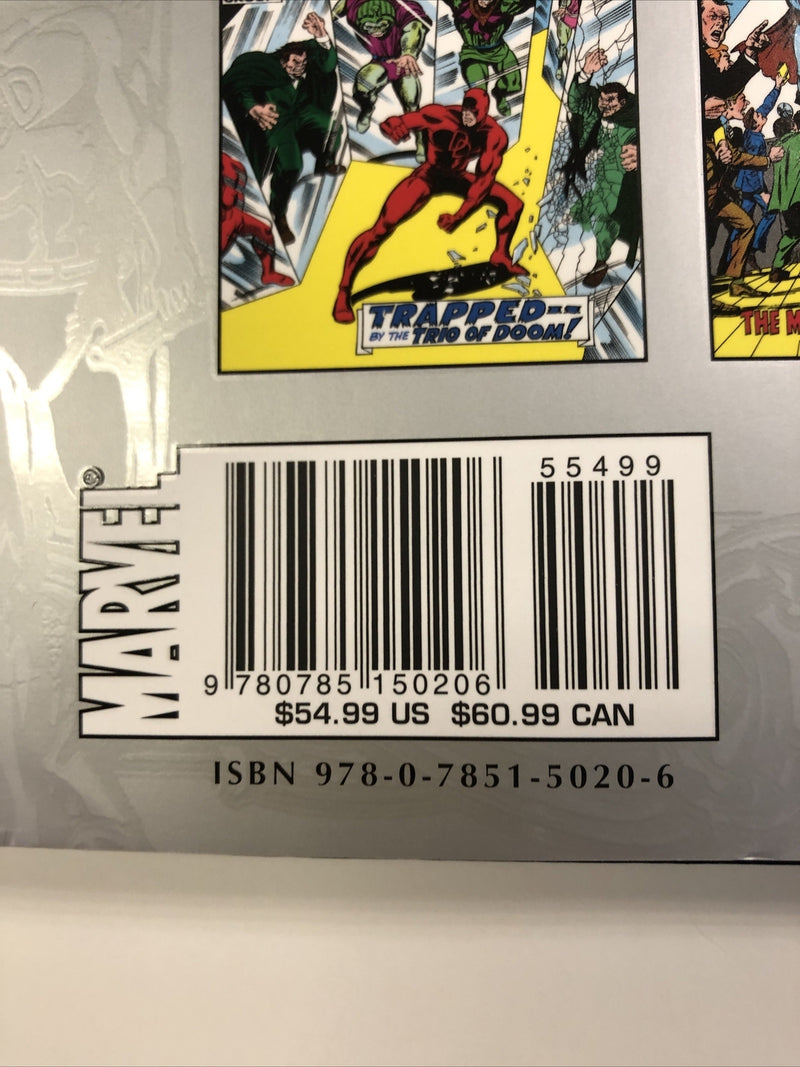 TRAPPED--
BY THE TRIO OF DOOM!
THE M
MARVEL®
55499
9 780785 150206
$54.99 US $60.99 CAN
ISBN 978-0-7851-5020-6